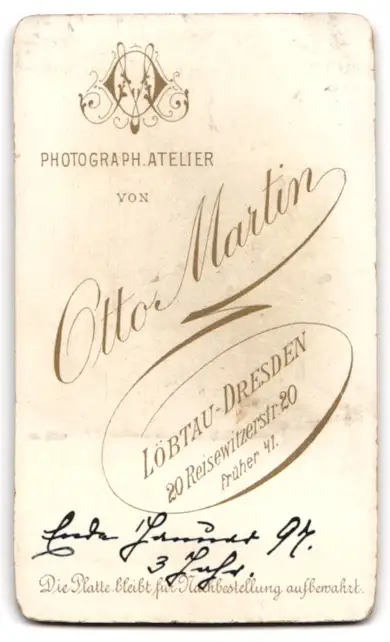 PHOTOGRAPH. ATELIER
VON
Otto Martin
LÖBTAU-DRESDEN
20 Reisewitzerstr. 20
früher 41.
Ende Januar 97.
3 Jahr.
Die Platte bleibt für Nachbestellung aufbewahrt.